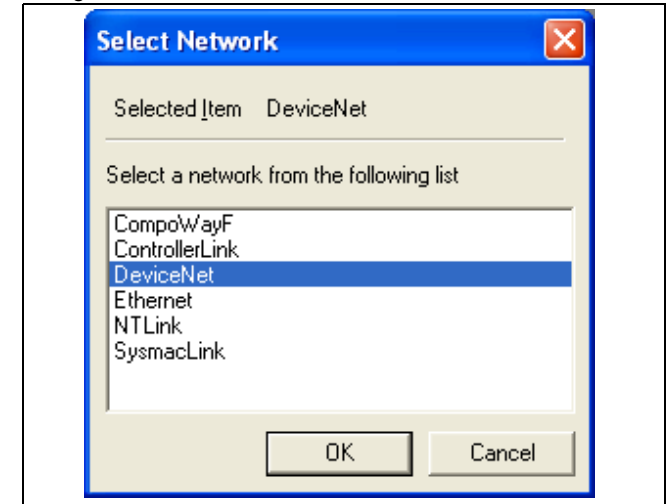 Select Network
Selected Item DeviceNet
Select a network from the following list
CompoWayF
ControllerLink
DeviceNet
Ethernet
NTLink
SysmacLink
OK Cancel